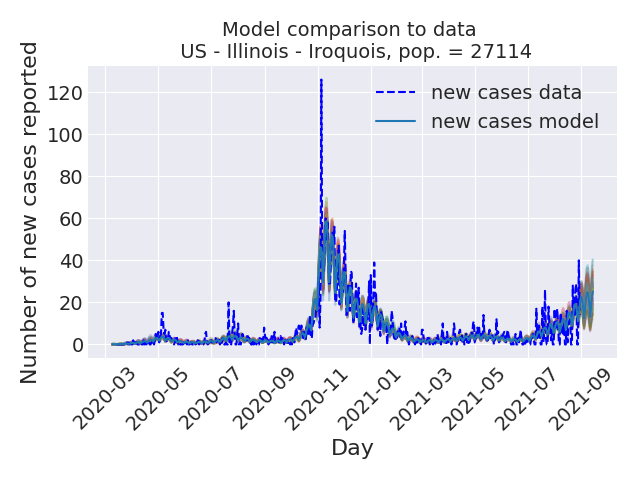 Model comparison to data
US - Illinois - Iroquois, pop. = 27114
Number of new cases reported
120
100
80
60
40
20
0
new cases data
new cases model
2020-03
2020-05
2020-07
2020-09
2020-11
2021-01
2021-03
2021-05
2021-07
2021-09
Day